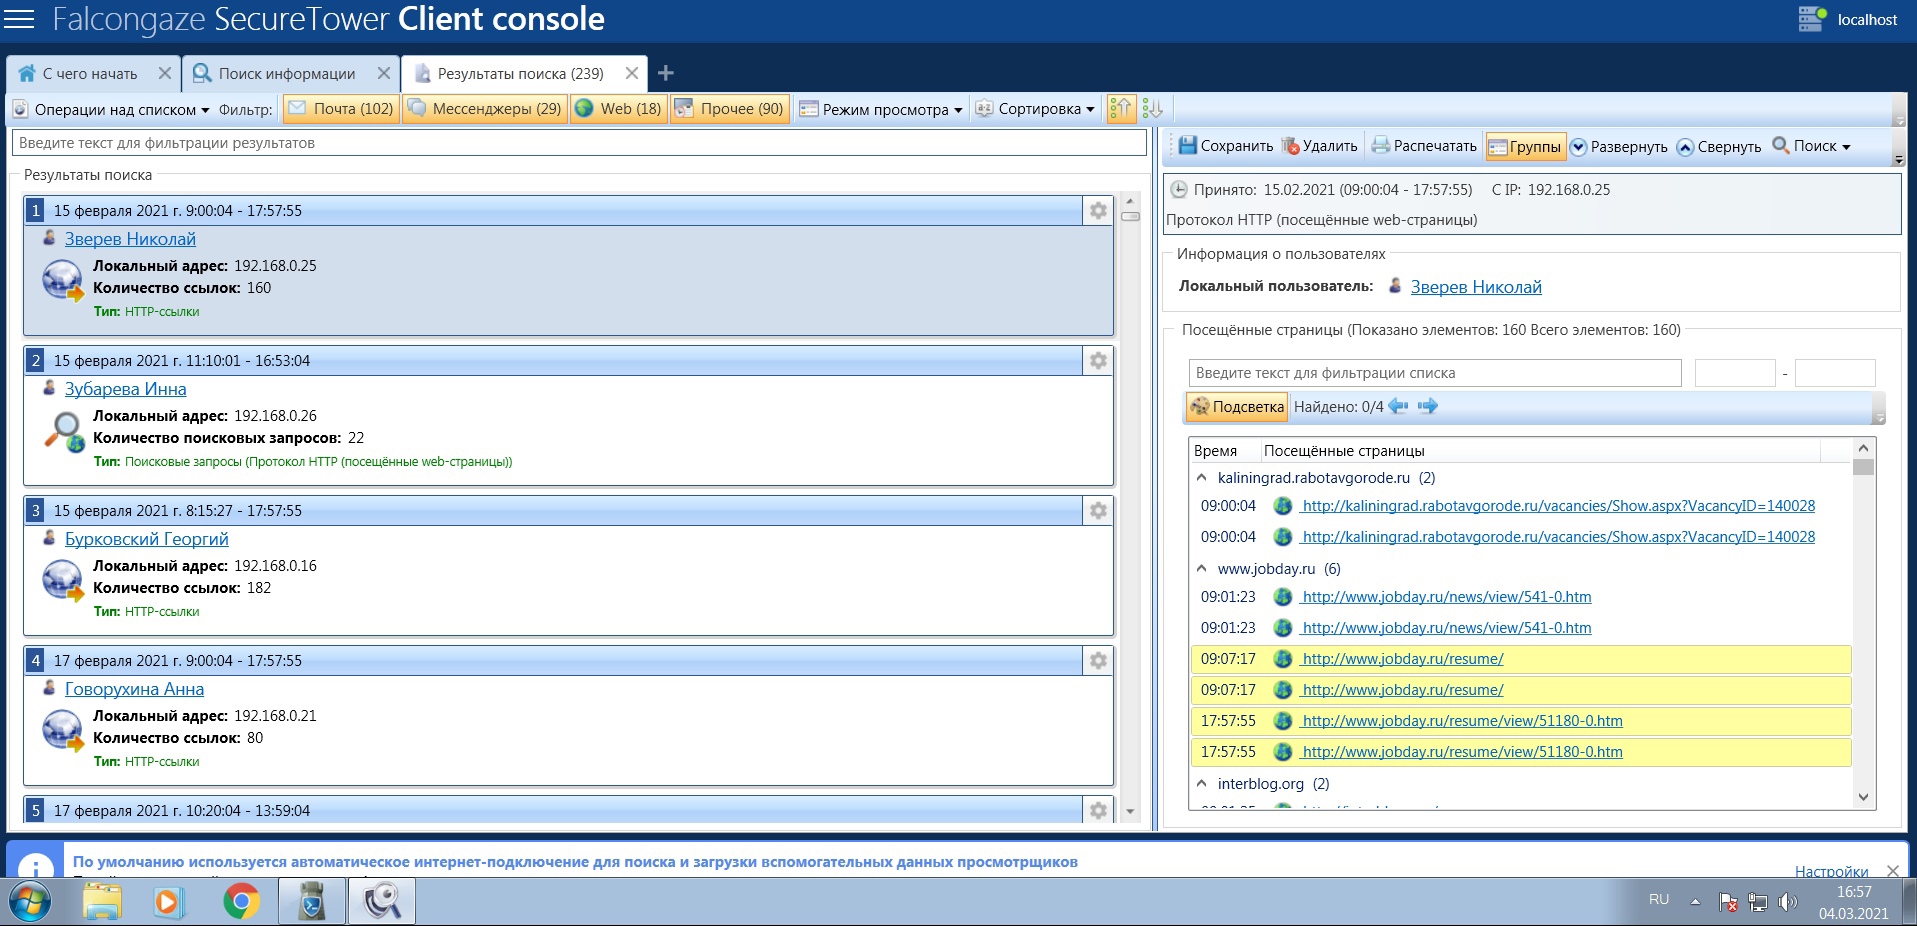 Falcongaze SecureTower Client console
localhost
С чего начать
Поиск информации
Результаты поиска (239)
Операции над списком
Фильтр:
Почта (102)
Мессенджеры (29)
Web (18)
Прочее (90)
Режим просмотра
Сортировка
Введите текст для фильтрации результатов
Результаты поиска
1 15 февраля 2021 г. 9:00:04 - 17:57:55
Зверев Николай
Локальный адрес: 192.168.0.25
Количество ссылок: 160
Тип: HTTP-ссылки
2 15 февраля 2021 г. 11:10:01 - 16:53:04
Зубарева Инна
Локальный адрес: 192.168.0.26
Количество поисковых запросов: 22
Тип: Поисковые запросы (Протокол HTTP (посещённые web-страницы))
3 15 февраля 2021 г. 8:15:27 - 17:57:55
Бурковский Георгий
Локальный адрес: 192.168.0.16
Количество ссылок: 182
Тип: HTTP-ссылки
4 17 февраля 2021 г. 9:00:04 - 17:57:55
Говорухина Анна
Локальный адрес: 192.168.0.21
Количество ссылок: 80
Тип: HTTP-ссылки
5 17 февраля 2021 г. 10:20:04 - 13:59:04
Сохранить
Удалить
Распечатать
Группы
Развернуть
Свернуть
Поиск
Принято: 15.02.2021 (09:00:04 - 17:57:55) С IP: 192.168.0.25
Протокол HTTP (посещённые web-страницы)
Информация о пользователях
Локальный пользователь: Зверев Николай
Посещённые страницы (Показано элементов: 160 Всего элементов: 160)
Введите текст для фильтрации списка
-
Подсветка
Найдено: 0/4
Время Посещённые страницы
kaliningrad.rabotavgorode.ru (2)
09:00:04 http://kaliningrad.rabotavgorode.ru/vacancies/Show.aspx?VacancyID=140028
09:00:04 http://kaliningrad.rabotavgorode.ru/vacancies/Show.aspx?VacancyID=140028
www.jobday.ru (6)
09:01:23 http://www.jobday.ru/news/view/541-0.htm
09:01:23 http://www.jobday.ru/news/view/541-0.htm
09:07:17 http://www.jobday.ru/resume/
09:07:17 http://www.jobday.ru/resume/
17:57:55 http://www.jobday.ru/resume/view/51180-0.htm
17:57:55 http://www.jobday.ru/resume/view/51180-0.htm
interblog.org (2)
По умолчанию используется автоматическое интернет-подключение для поиска и загрузки вспомогательных данных просмотрщиков
Настройки
RU
16:57
04.03.2021